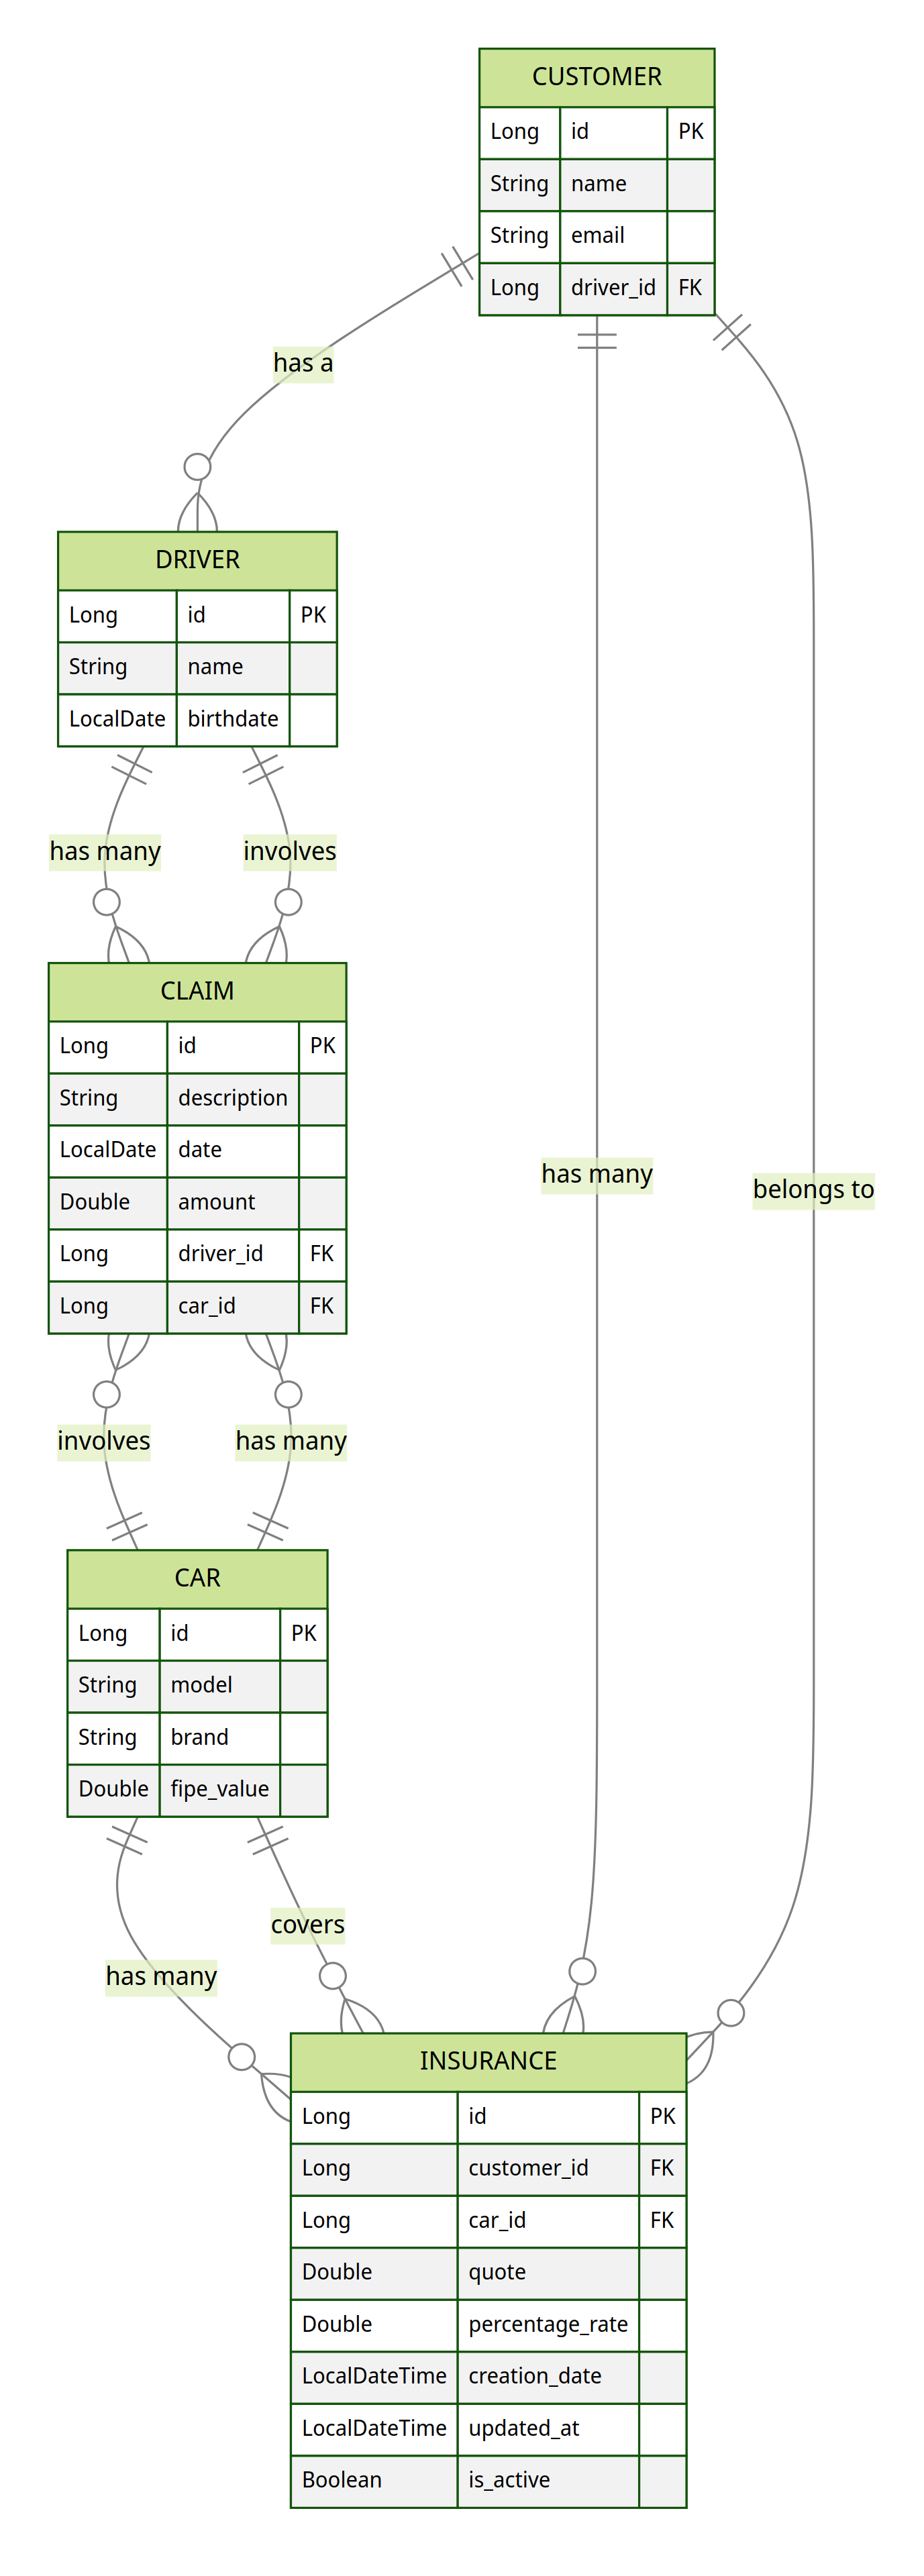 CUSTOMER
Long id PK
String name
String email
Long driver_id FK
has a
DRIVER
Long id PK
String name
LocalDate birthdate
has many involves
CLAIM
Long id PK
String description
LocalDate date
Double amount
Long driver_id FK
Long car_id FK
has many belongs to
involves has many
CAR
Long id PK
String model
String brand
Double fipe_value
covers
has many
INSURANCE
Long id PK
Long customer_id FK
Long car_id FK
Double quote
Double percentage_rate
LocalDateTime creation_date
LocalDateTime updated_at
Boolean is_active